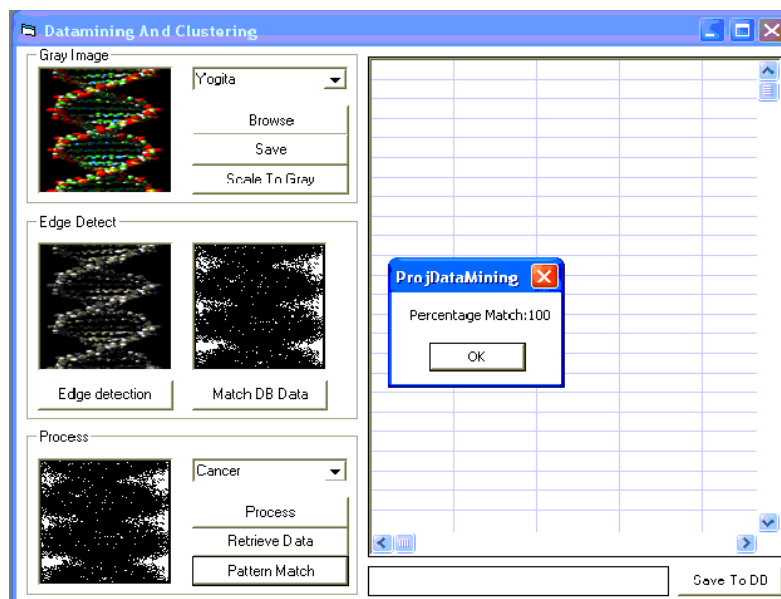 Datamining And Clustering
Gray Image
Yogita
Browse
Save
Scale To Gray
Edge Detect
Edge detection
Match DB Data
Process
Cancer
Process
Retrieve Data
Pattern Match
ProjDataMining
Percentage Match:100
OK
Save To DB